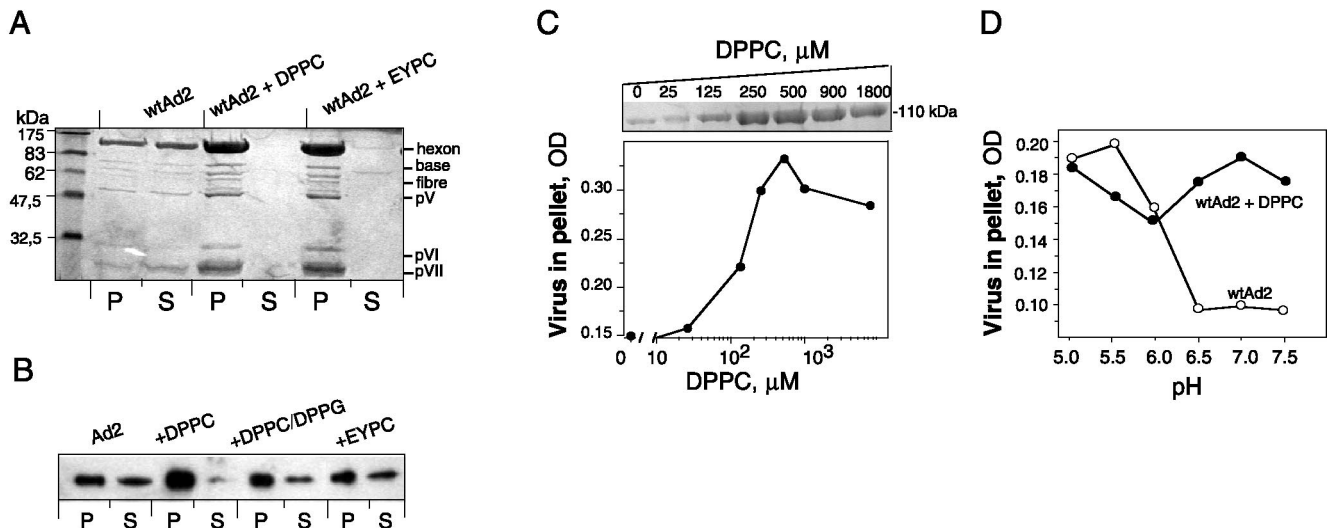 A
wtAd2 wtAd2 + DPPC wtAd2 + EYPC
kDa
175
83
62
47,5
32,5
hexon
base
fibre
pV
pVI
pVII
P S P S P S
B
Ad2 +DPPC +DPPC/DPPG +EYPC
P S P S P S P S
C
DPPC, μM
0 25 125 250 500 900 1800
-110 kDa
Virus in pellet, OD
0.30
0.25
0.20
0.15
0 10 10² 10³
DPPC, μM
D
Virus in pellet, OD
0.20
0.18
0.16
0.14
0.12
0.10
wtAd2 + DPPC
wtAd2
5.0 5.5 6.0 6.5 7.0 7.5
pH